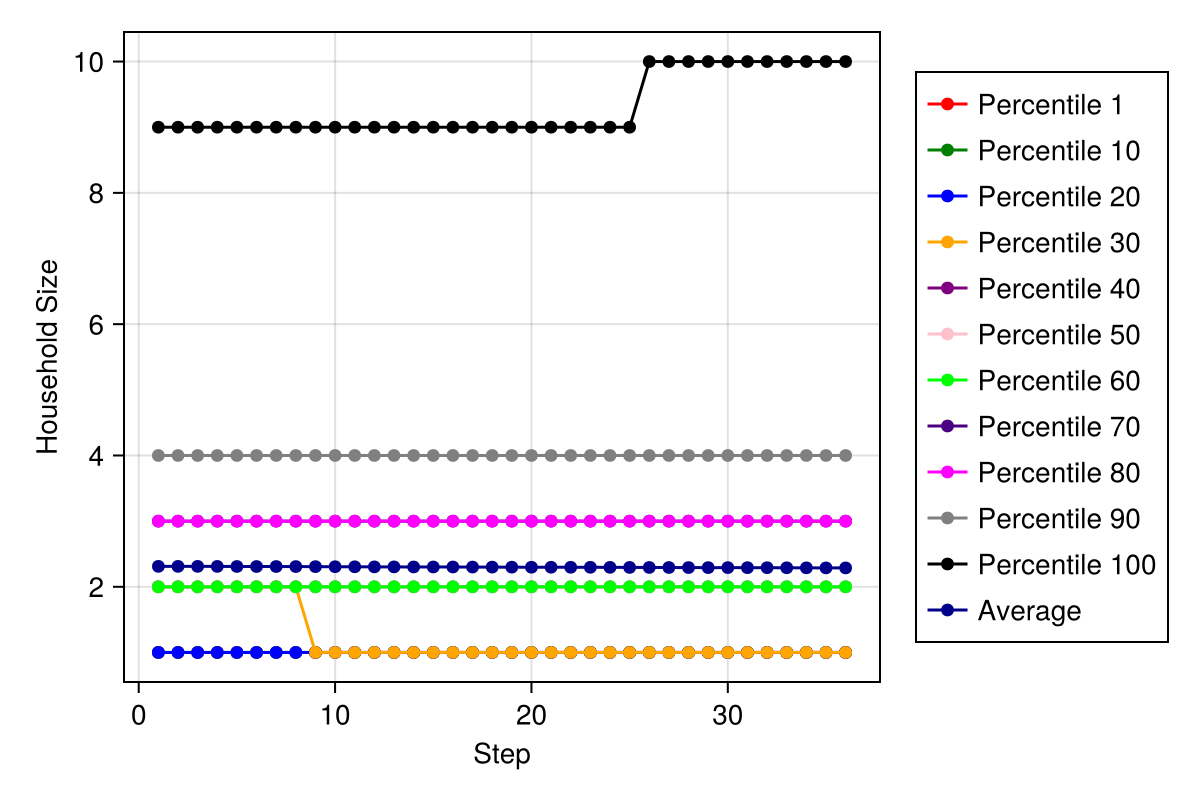 10
8
6
4
2
Household Size
0
10
20
30
Step
Percentile 1
Percentile 10
Percentile 20
Percentile 30
Percentile 40
Percentile 50
Percentile 60
Percentile 70
Percentile 80
Percentile 90
Percentile 100
Average